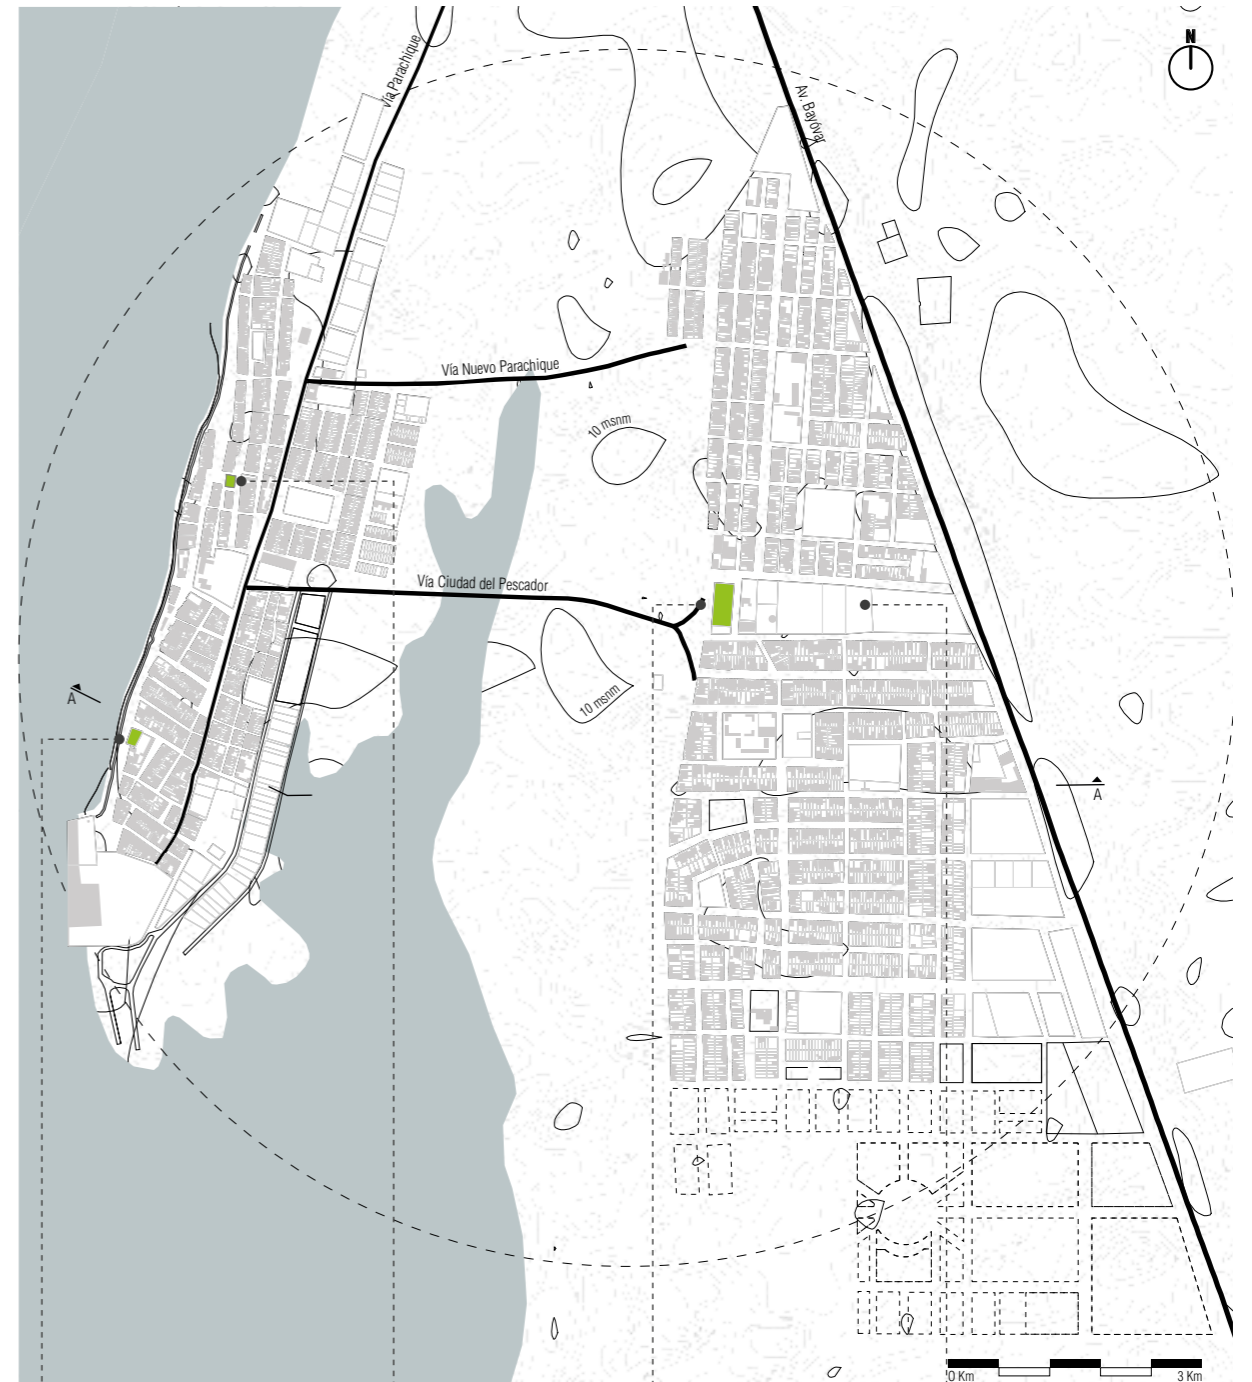 N
Vía Parachique
Av. Bayóvar
Vía Nuevo Parachique
10 msnm
Vía Ciudad del Pescador
10 msnm
A
A
0 Km
3 Km